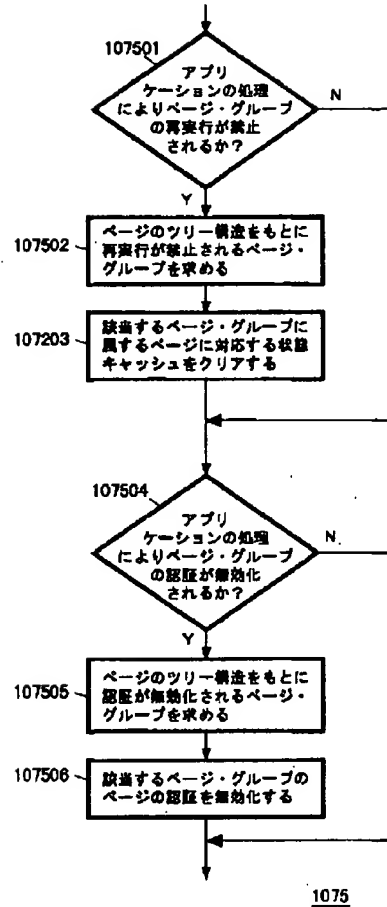 107501
アプリ
ケーションの処理
によりページ・グループ
の再実行が禁止
されるか？
N
Y
107502
ページのツリー構造をもとに
再実行が禁止されるページ・
グループを求める
107203
該当するページ・グループに
属するページに対応する状態
キャッシュをクリアする
107504
アプリ
ケーションの処理
によりページ・グループ
の認証が無効化
されるか？
N
Y
107505
ページのツリー構造をもとに
認証が無効化されるページ・
グループを求める
107506
該当するページ・グループの
ページの認証を無効化する
1075